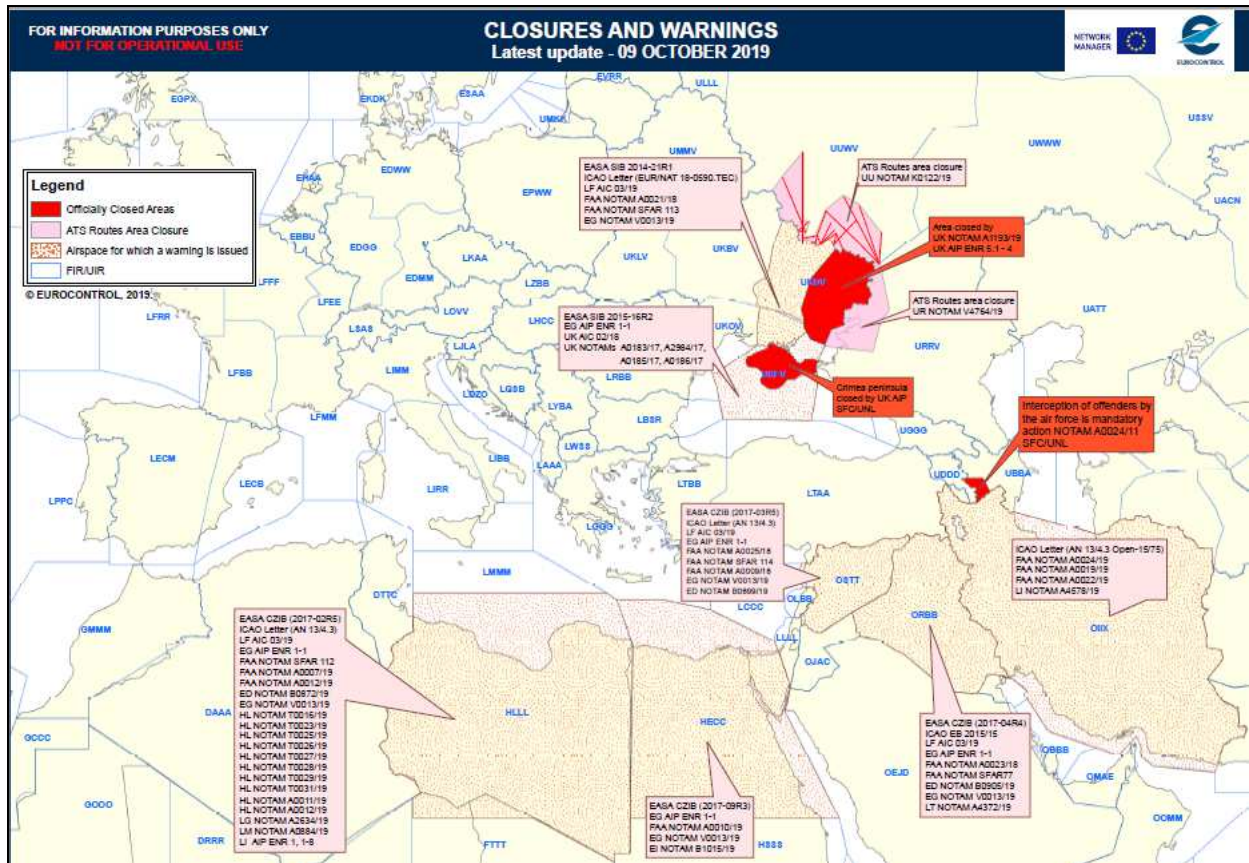 FOR INFORMATION PURPOSES ONLY
NOT FOR OPERATIONAL USE
CLOSURES AND WARNINGS
Latest update - 09 OCTOBER 2019
NETWORK
MANAGER
EUROCONTROL
Legend
Officially Closed Areas
ATS Routes Area Closure
Airspace for which a warning is issued
FIR/UIR
© EUROCONTROL, 2019.
EASA SIB 2014-21R1
ICAO Letter (EUR/NAT 18-0590.TEC)
LF AIC 03/19
FAA NOTAM A0021/18
FAA NOTAM SFAR 113
EG NOTAM V0013/19
ATS Routes area closure
UU NOTAM K0122/19
Area closed by
UK NOTAM A1193/19
UK AIP ENR 5.1 - 4
ATS Routes area closure
UR NOTAM V4764/19
EASA SIB 2015-16R2
EG AIP ENR 1-1
UK AIC 02/18
UK NOTAMs A0183/17, A2984/17,
A0185/17, A0186/17
Crimea peninsula
closed by UK AIP
SFC/UNL
Interception of offenders by
the air force is mandatory
action NOTAM A0024/11
SFC/UNL
EASA CZIB (2017-03R5)
ICAO Letter (AN 13/4.3)
LF AIC 03/19
EG AIP ENR 1-1
FAA NOTAM A0025/18
FAA NOTAM SFAR 114
FAA NOTAM A0009/18
EG NOTAM V0013/19
ED NOTAM B0899/19
ICAO Letter (AN 13/4.3 Open-15/75)
FAA NOTAM A0024/19
FAA NOTAM A0019/19
FAA NOTAM A0022/19
LI NOTAM A4578/19
EASA CZIB (2017-02R5)
ICAO Letter (AN 13/4.3)
LF AIC 03/19
EG AIP ENR 1-1
FAA NOTAM SFAR 112
FAA NOTAM A0007/19
FAA NOTAM A0012/19
ED NOTAM B0872/19
EG NOTAM V0013/19
HL NOTAM T0016/19
HL NOTAM T0023/19
HL NOTAM T0025/19
HL NOTAM T0026/19
HL NOTAM T0027/19
HL NOTAM T0028/19
HL NOTAM T0029/19
HL NOTAM T0031/19
HL NOTAM A0011/19
HL NOTAM A0012/19
LG NOTAM A2634/19
LM NOTAM A0884/19
LI AIP ENR 1, 1-8
EASA CZIB (2017-09R3)
EG AIP ENR 1-1
FAA NOTAM A0010/19
EG NOTAM V0013/19
EI NOTAM B1015/19
EASA CZIB (2017-04R4)
ICAO EB 2015/15
LF AIC 03/19
EG AIP ENR 1-1
FAA NOTAM A0023/18
FAA NOTAM SFAR77
ED NOTAM B0905/19
EG NOTAM V0013/19
LT NOTAM A4372/19
EGPX
EKDK
ESAA
EVRR
ULLL
UMKK
UMMV
UUWV
UWWW
USSV
UACN
EHAA
EDWW
EPWW
EBBU
EDGG
LKAA
UKLV
UKBV
UKDV
UATT
LFFF
LFEE
EDMM
LZBB
LFRR
LSAS
LOVV
LHCC
UKOV
URRV
LJLA
LFBB
LIMM
LDZO
LQSB
LRBB
UKFV
LFMM
LYBA
LBSR
LWSS
UGGG
LECM
LIBB
LAAA
LTBB
UDDD
UBBA
LPPC
LECB
LIRR
LGGG
LTAA
LMMM
DTTC
LCCC
OLBB
OSTT
ORBB
OIIX
LLLL
OJAC
GMMM
DAAA
HLLL
HECC
GCCC
OEJD
OBBB
OMAE
GOOO
DRRR
FTTT
HSSS
OOMM